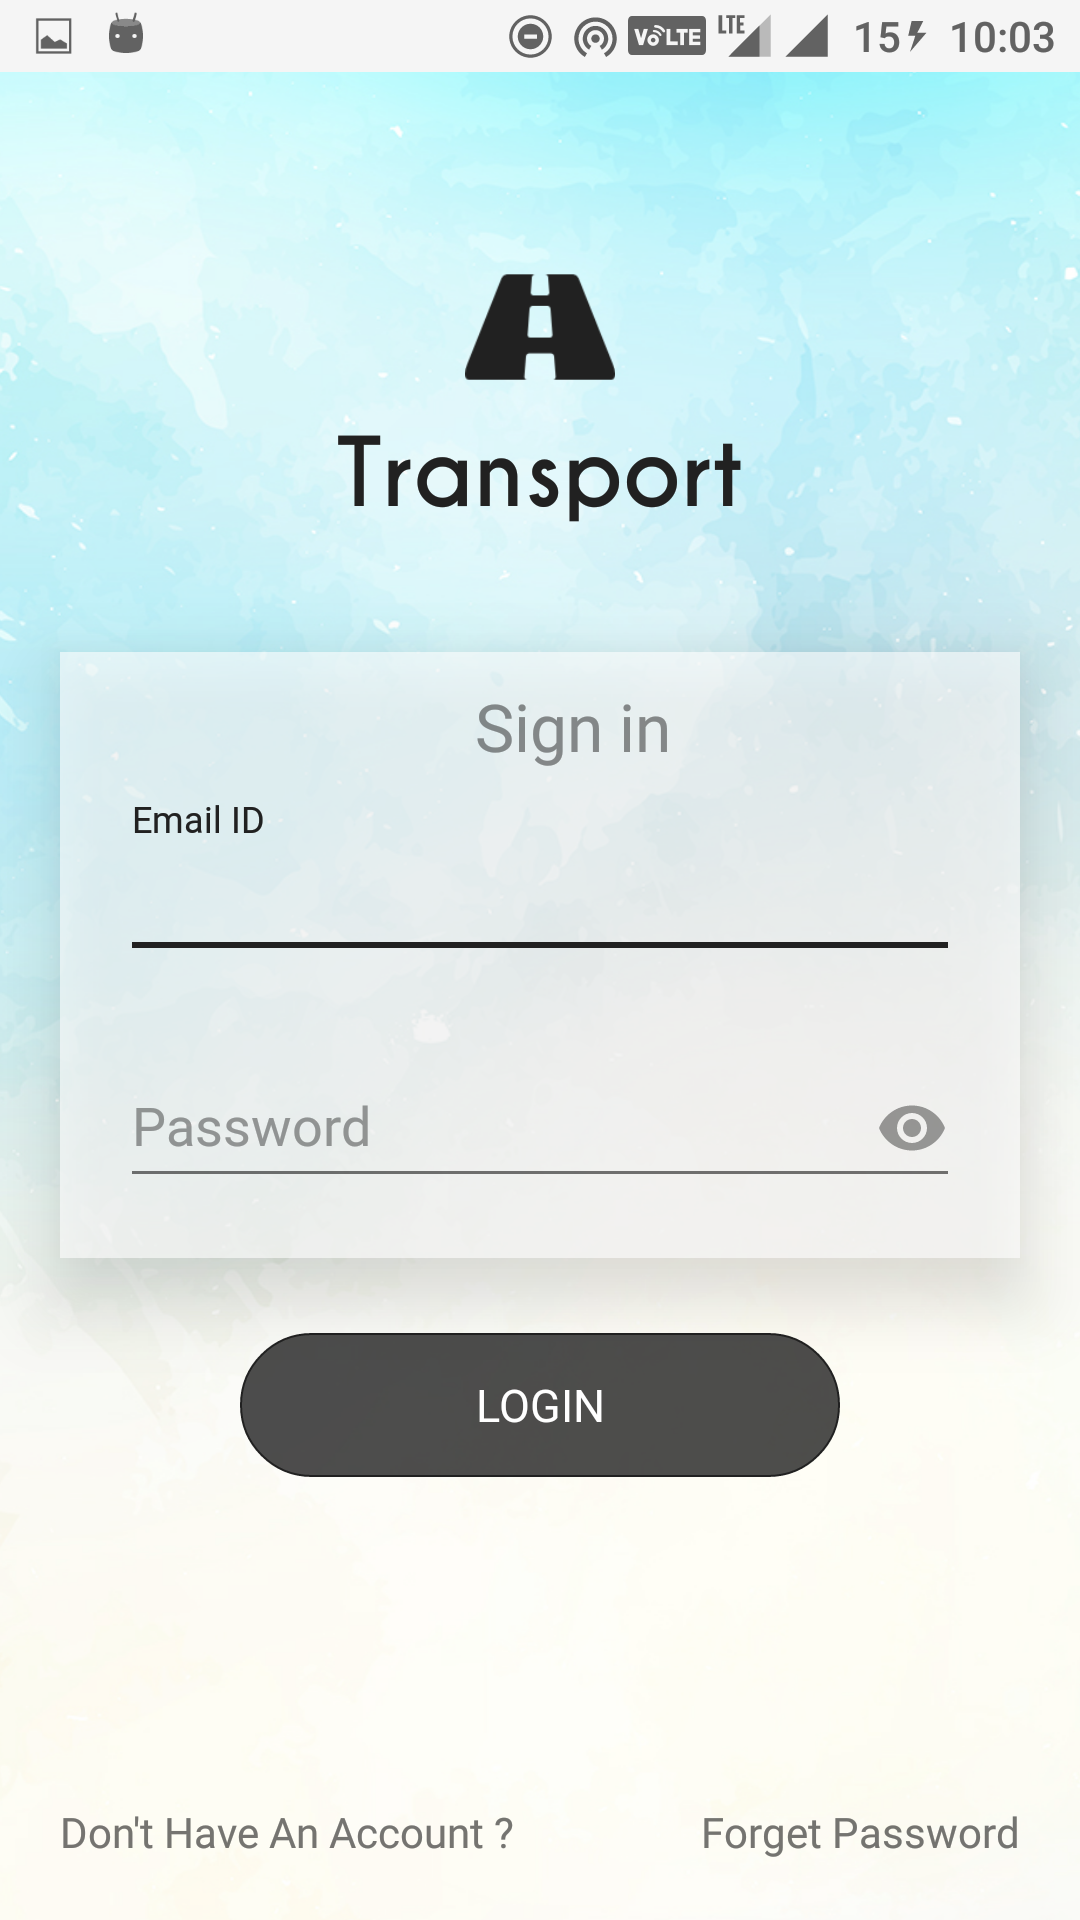 VoLTE LTE 15 10:03
Transport
Sign in
Email ID
Password
LOGIN
Don't Have An Account ? Forget Password